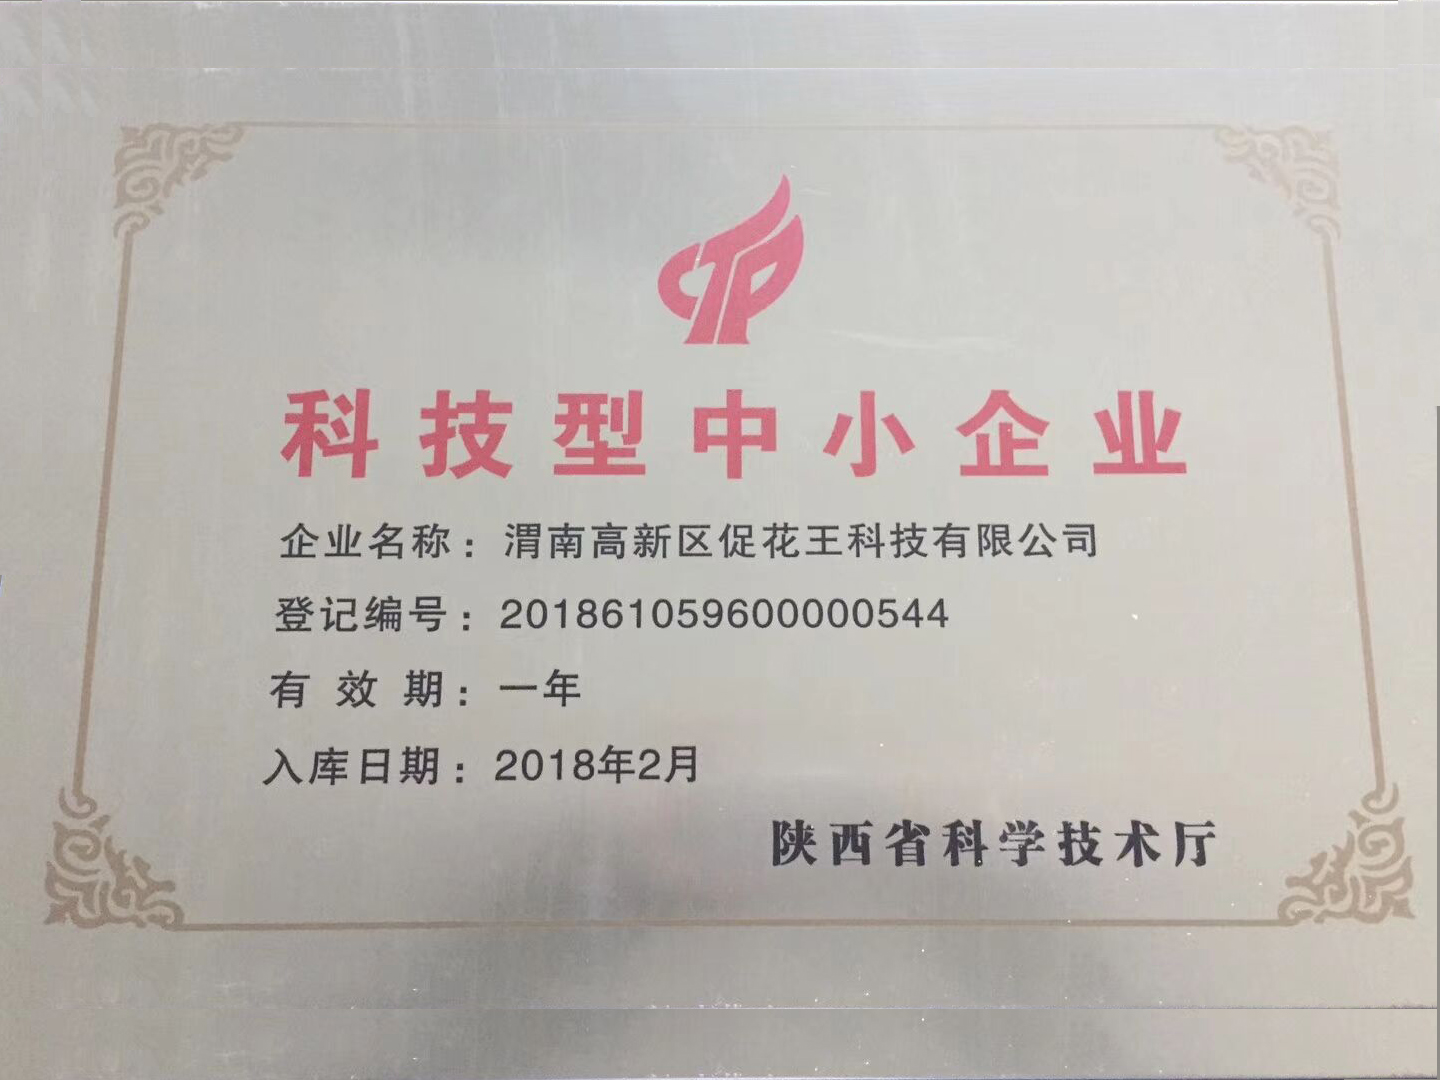 CTP
科技型中小企业
企业名称：渭南高新区促花王科技有限公司
登记编号：201861059600000544
有效期：一年
入库日期：2018年2月
陕西省科学技术厅